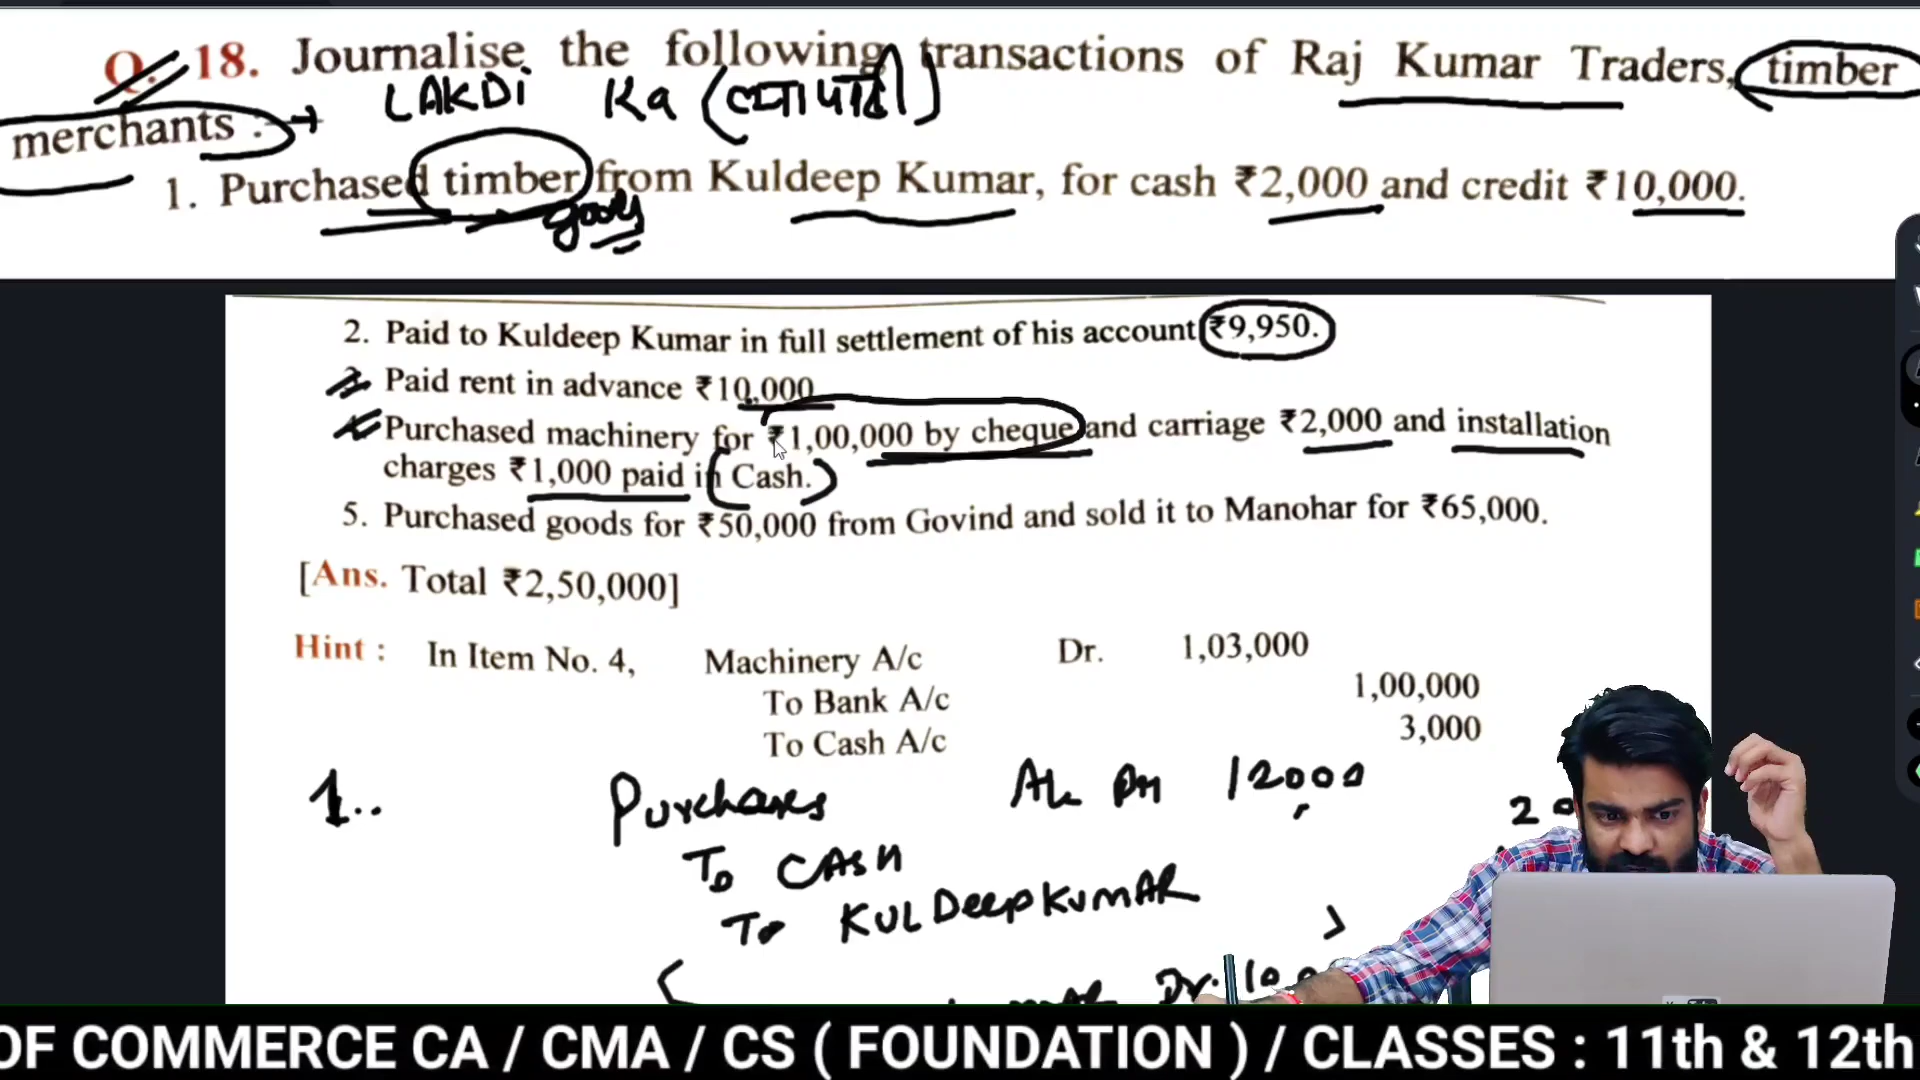 Q. 18. Journalise the following transactions of Raj Kumar Traders, timber
merchants :→ LAKDi Ka (व्यापारी)
1. Purchased timber from Kuldeep Kumar, for cash ₹2,000 and credit ₹10,000.
goods
2. Paid to Kuldeep Kumar in full settlement of his account ₹9,950.
Paid rent in advance ₹10,000
Purchased machinery for ₹1,00,000 by cheque and carriage ₹2,000 and installation
charges ₹1,000 paid in (Cash.)
5. Purchased goods for ₹50,000 from Govind and sold it to Manohar for ₹65,000.
[Ans. Total ₹2,50,000]
Hint : In Item No. 4, Machinery A/c Dr. 1,03,000
To Bank A/c 1,00,000
To Cash A/c 3,000
1.. Purchases A/c Dr 12000
To CASH
To KULDeepKUMAR
Dr.
OF COMMERCE CA / CMA / CS ( FOUNDATION ) / CLASSES : 11th & 12th